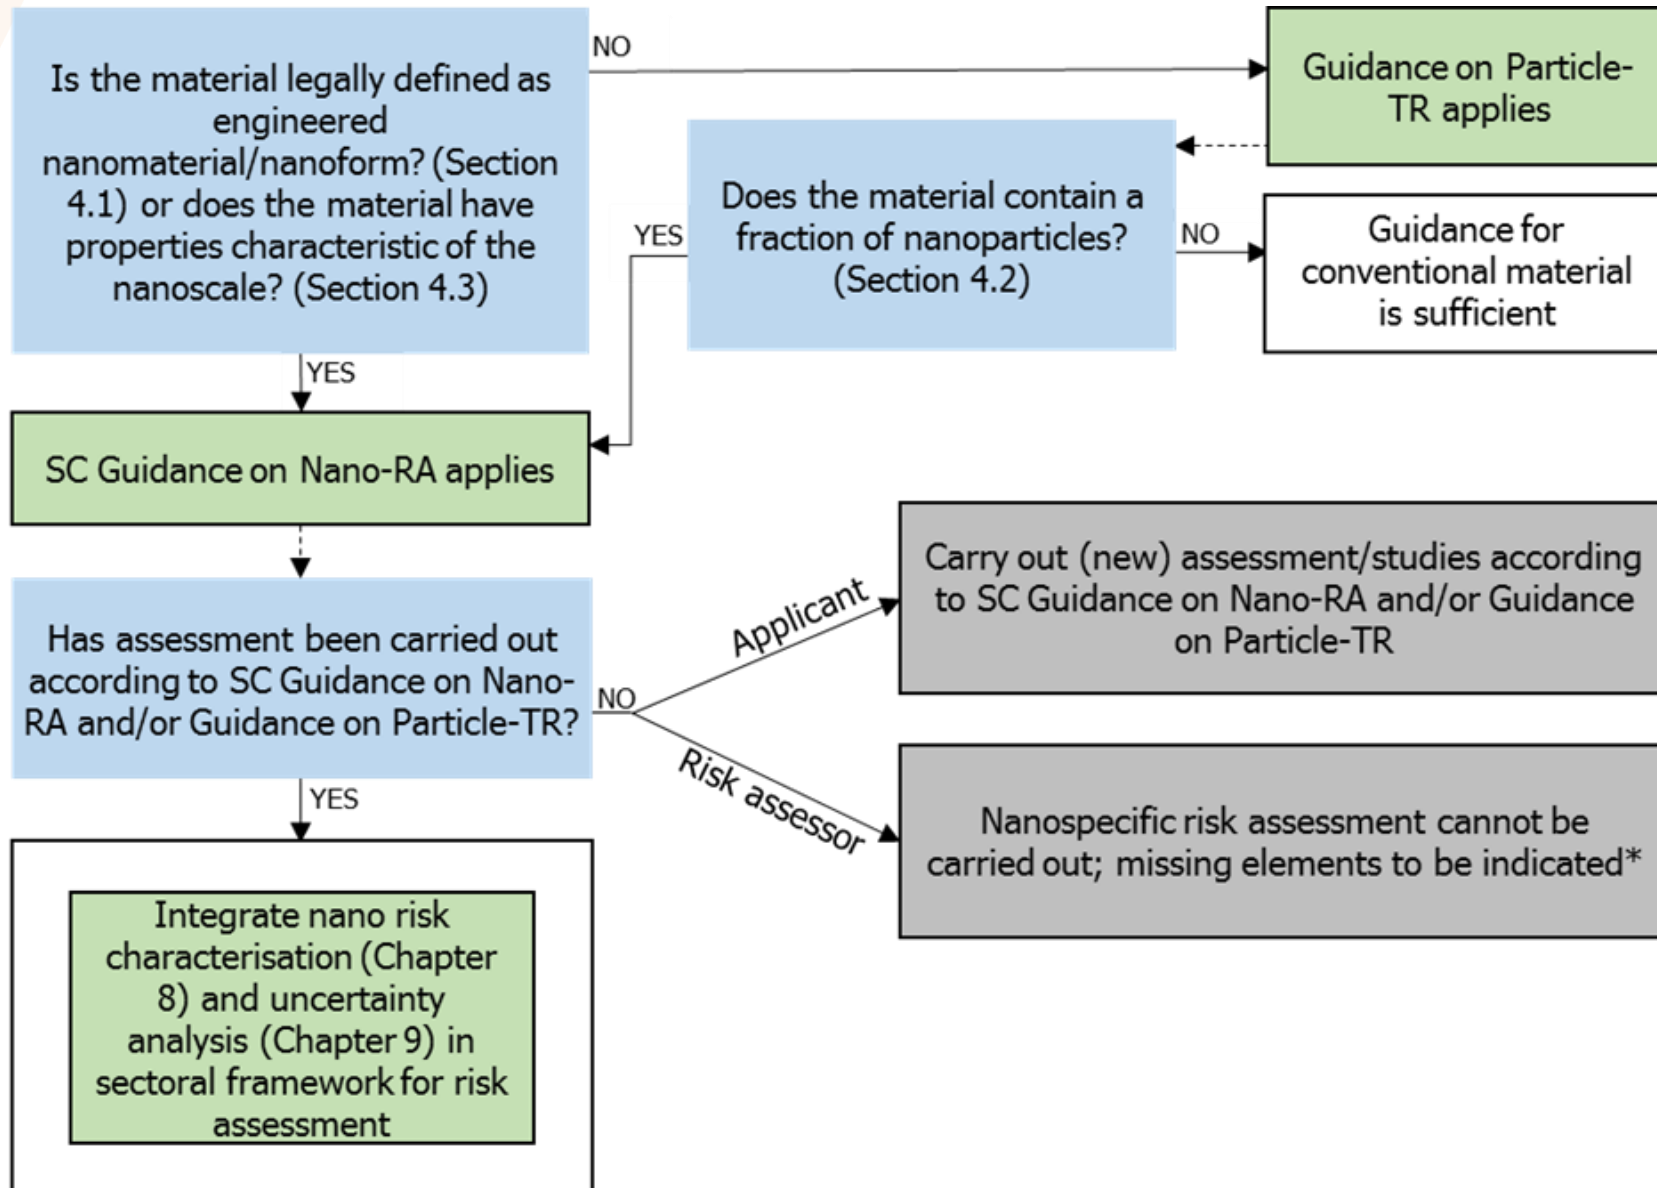 Is the material legally defined as
engineered
nanomaterial/nanoform? (Section
4.1) or does the material have
properties characteristic of the
nanoscale? (Section 4.3)
NO
Guidance on Particle-
TR applies
Does the material contain a
fraction of nanoparticles?
(Section 4.2)
YES
NO
Guidance for
conventional material
is sufficient
YES
SC Guidance on Nano-RA applies
Has assessment been carried out
according to SC Guidance on Nano-
RA and/or Guidance on Particle-TR?
NO
Applicant
Carry out (new) assessment/studies according
to SC Guidance on Nano-RA and/or Guidance
on Particle-TR
Risk assessor
Nanospecific risk assessment cannot be
carried out; missing elements to be indicated*
YES
Integrate nano risk
characterisation (Chapter
8) and uncertainty
analysis (Chapter 9) in
sectoral framework for risk
assessment